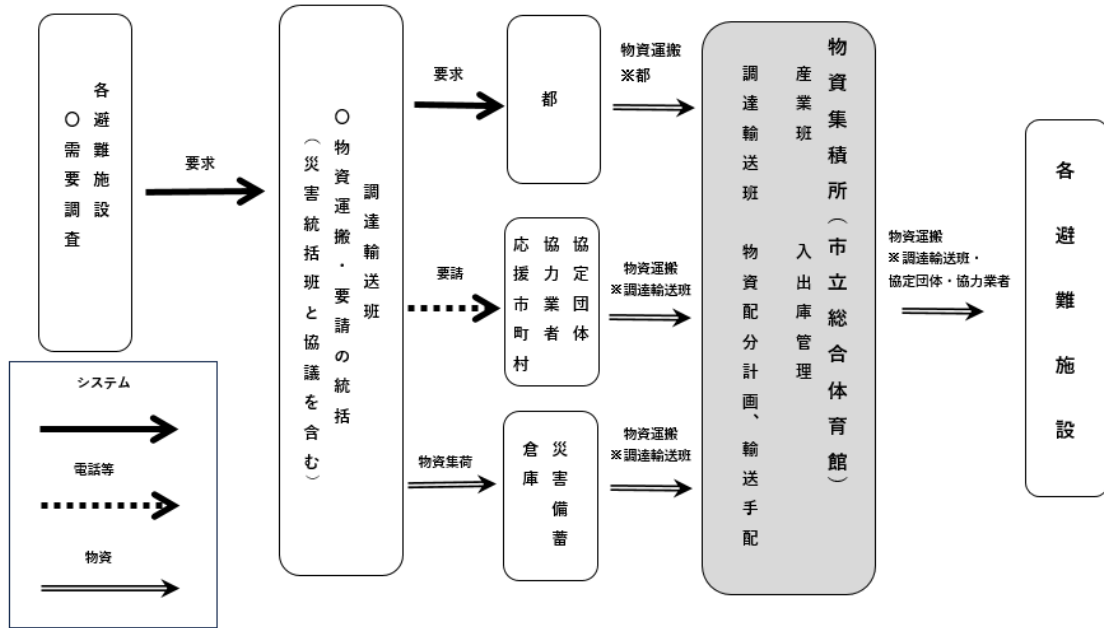 各避難施設
〇需要調査
要求
調達輸送班
〇物資運搬・要請の統括
（災害統括班と協議を含む）
要求
都
物資運搬
※都
要請
協定団体
協力業者
応援市町村
物資運搬
※調達輸送班
物資集荷
災害備蓄
倉庫
物資運搬
※調達輸送班
物資集積所（市立総合体育館）
産業班　入出庫管理
調達輸送班　物資配分計画、輸送手配
物資運搬
※調達輸送班・
協定団体・協力業者
各避難施設
システム
電話等
物資